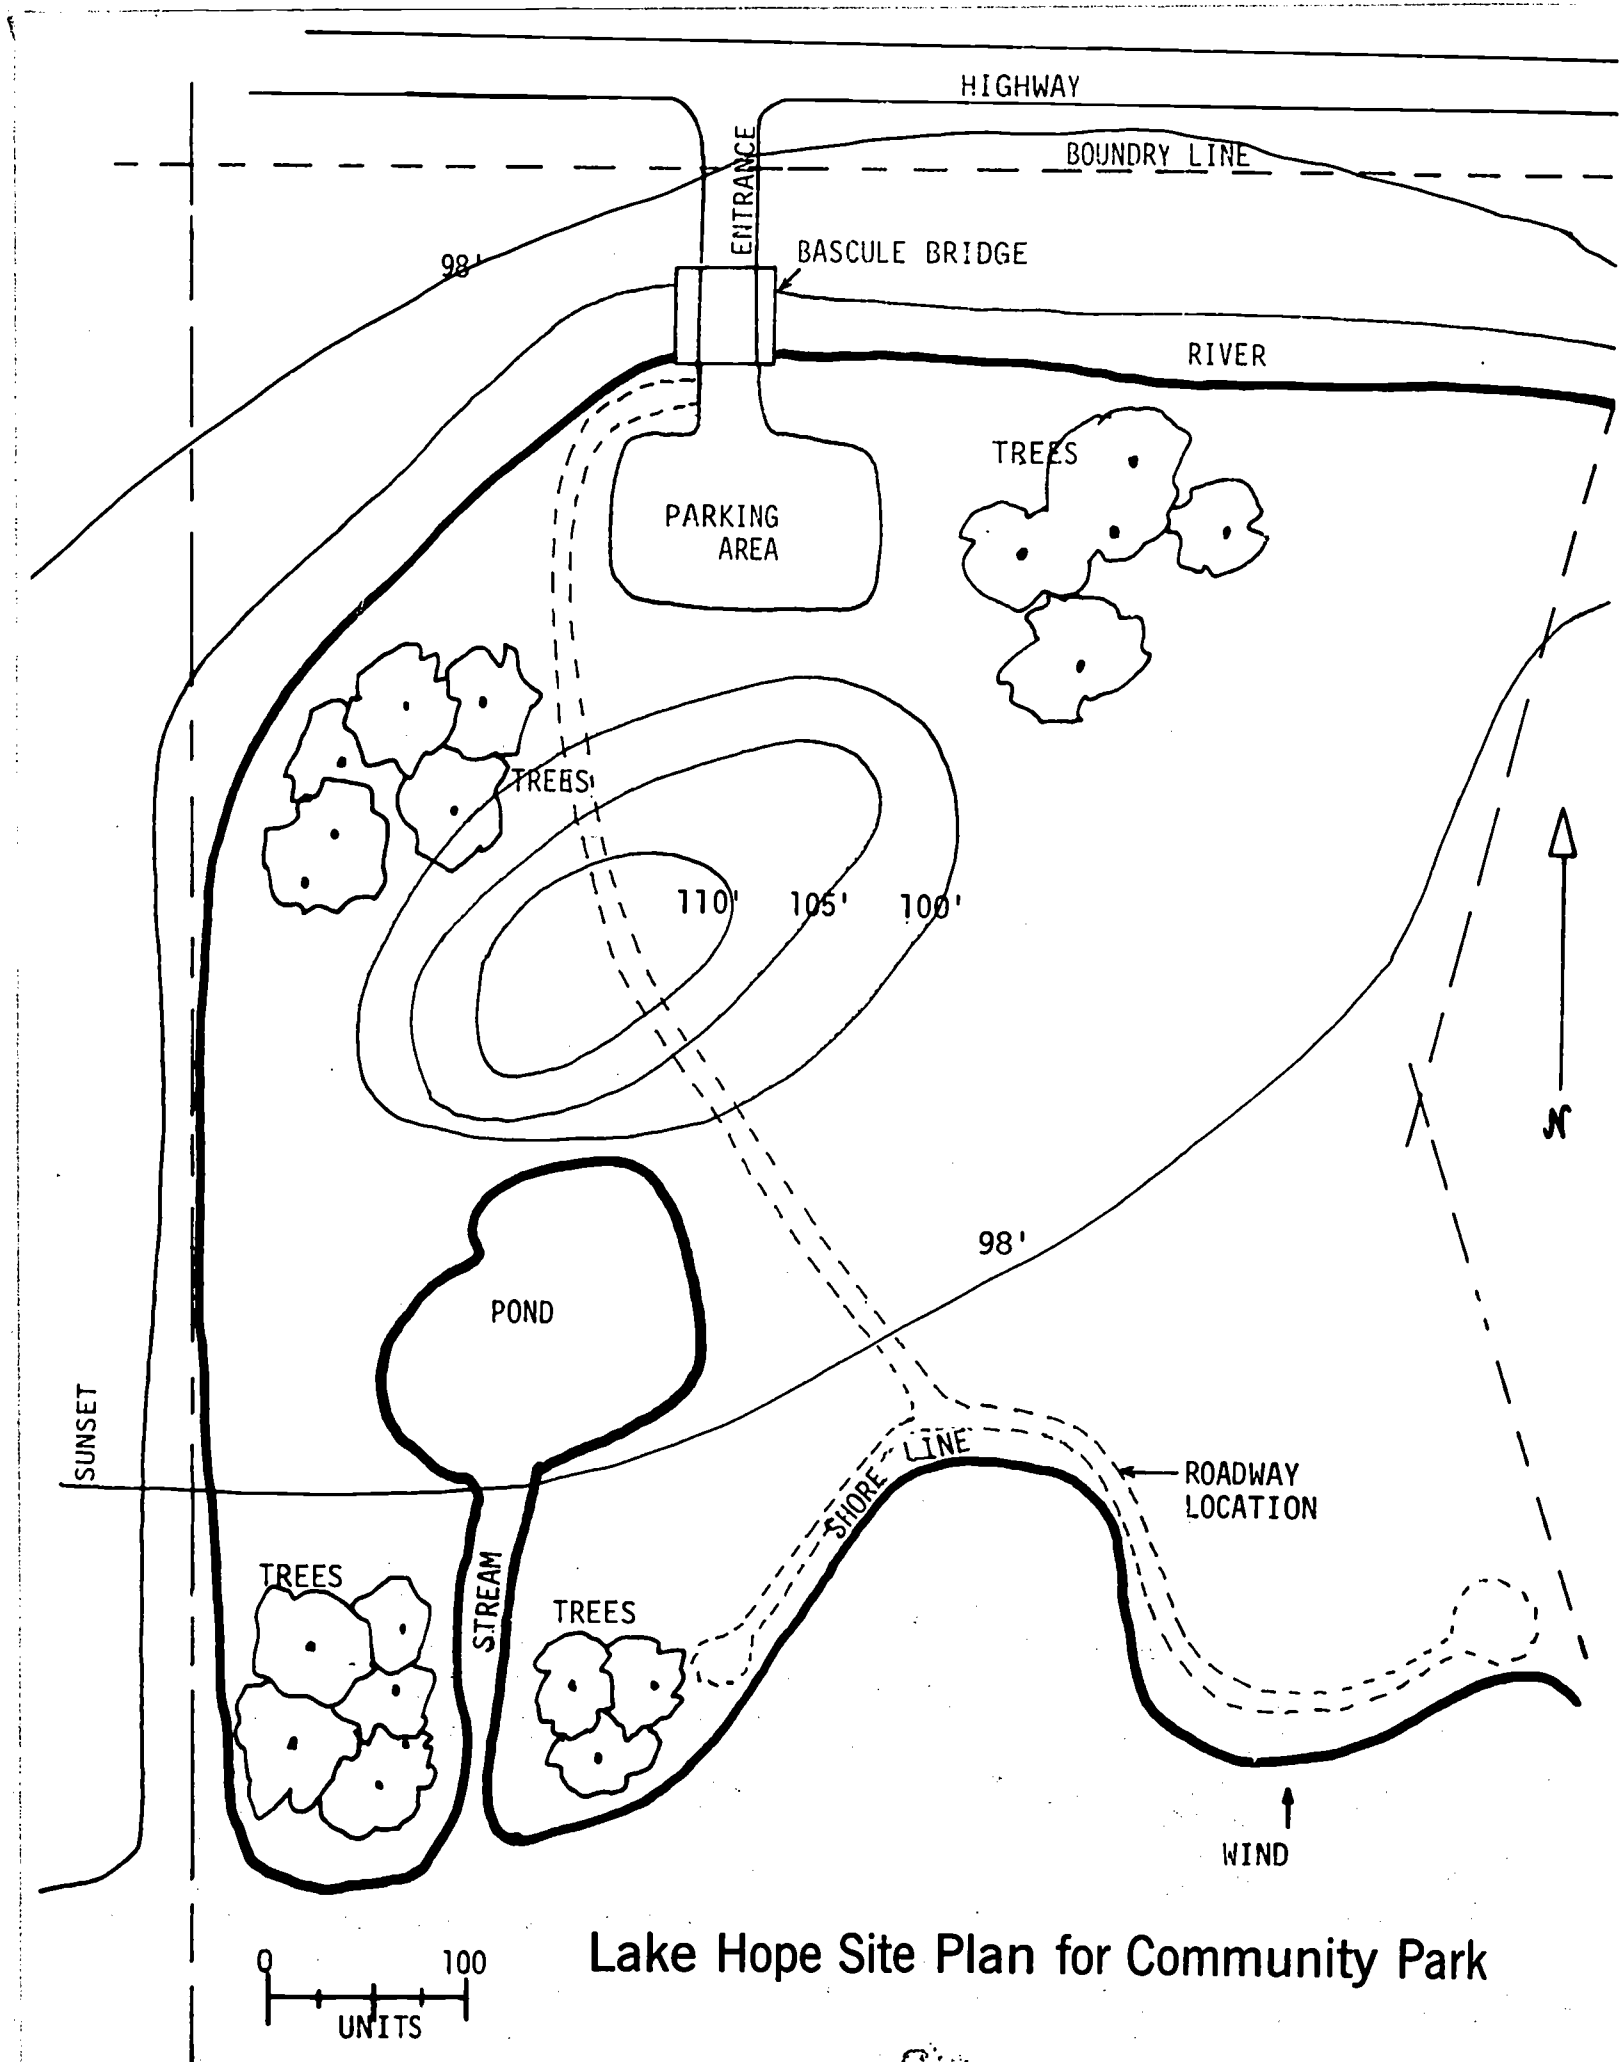 HIGHWAY
BOUNDRY LINE
ENTRANCE
98'
BASCULE BRIDGE
RIVER
TREES
PARKING
AREA
TREES
110'
105'
100'
N
98'
POND
SUNSET
SHORE LINE
ROADWAY
LOCATION
TREES
STREAM
TREES
WIND
Lake Hope Site Plan for Community Park
0
100
UNITS